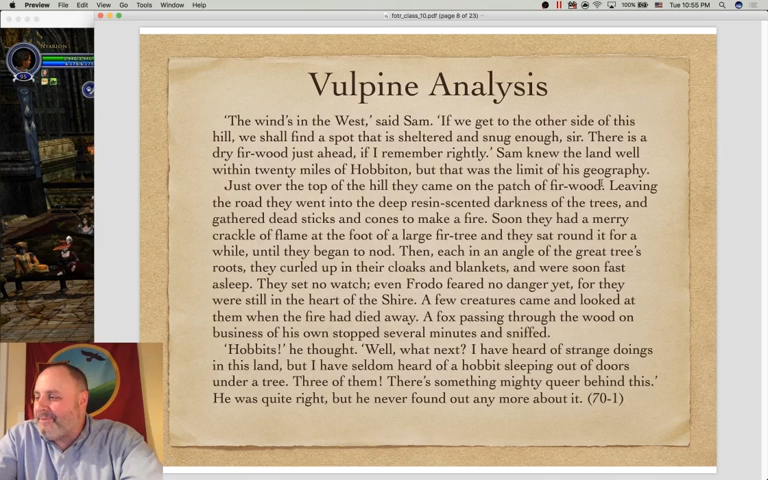 Preview File Edit View Go Tools Window Help
100% Tue 10:55 PM
fotr_class_10.pdf (page 8 of 23)
95
Vulpine Analysis
‘The wind’s in the West,’ said Sam. ‘If we get to the other side of this
hill, we shall find a spot that is sheltered and snug enough, sir. There is a
dry fir-wood just ahead, if I remember rightly.’ Sam knew the land well
within twenty miles of Hobbiton, but that was the limit of his geography.
Just over the top of the hill they came on the patch of fir-wood. Leaving
the road they went into the deep resin-scented darkness of the trees, and
gathered dead sticks and cones to make a fire. Soon they had a merry
crackle of flame at the foot of a large fir-tree and they sat round it for a
while, until they began to nod. Then, each in an angle of the great tree’s
roots, they curled up in their cloaks and blankets, and were soon fast
asleep. They set no watch; even Frodo feared no danger yet, for they
were still in the heart of the Shire. A few creatures came and looked at
them when the fire had died away. A fox passing through the wood on
business of his own stopped several minutes and sniffed.
‘Hobbits!’ he thought. ‘Well, what next? I have heard of strange doings
in this land, but I have seldom heard of a hobbit sleeping out of doors
under a tree. Three of them! There’s something mighty queer behind this.’
He was quite right, but he never found out any more about it. (70-1)